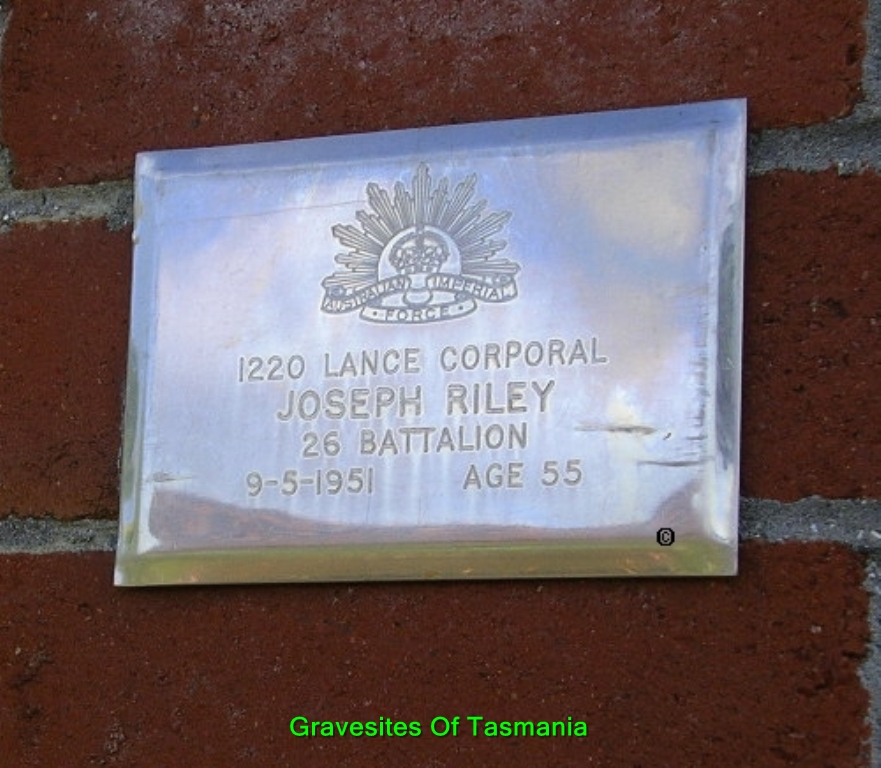 AUSTRALIAN IMPERIAL
FORCE
1220 LANCE CORPORAL
JOSEPH RILEY
26 BATTALION
9-5-1951 AGE 55
©
Gravesites Of Tasmania